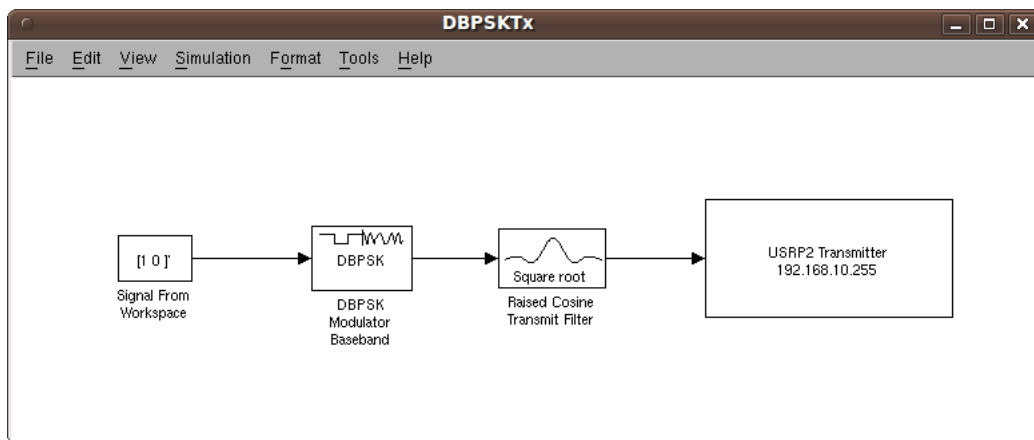 DBPSKTx
File Edit View Simulation Format Tools Help
[1 0]'
Signal From
Workspace
DBPSK
DBPSK
Modulator
Baseband
Square root
Raised Cosine
Transmit Filter
USRP2 Transmitter
192.168.10.255